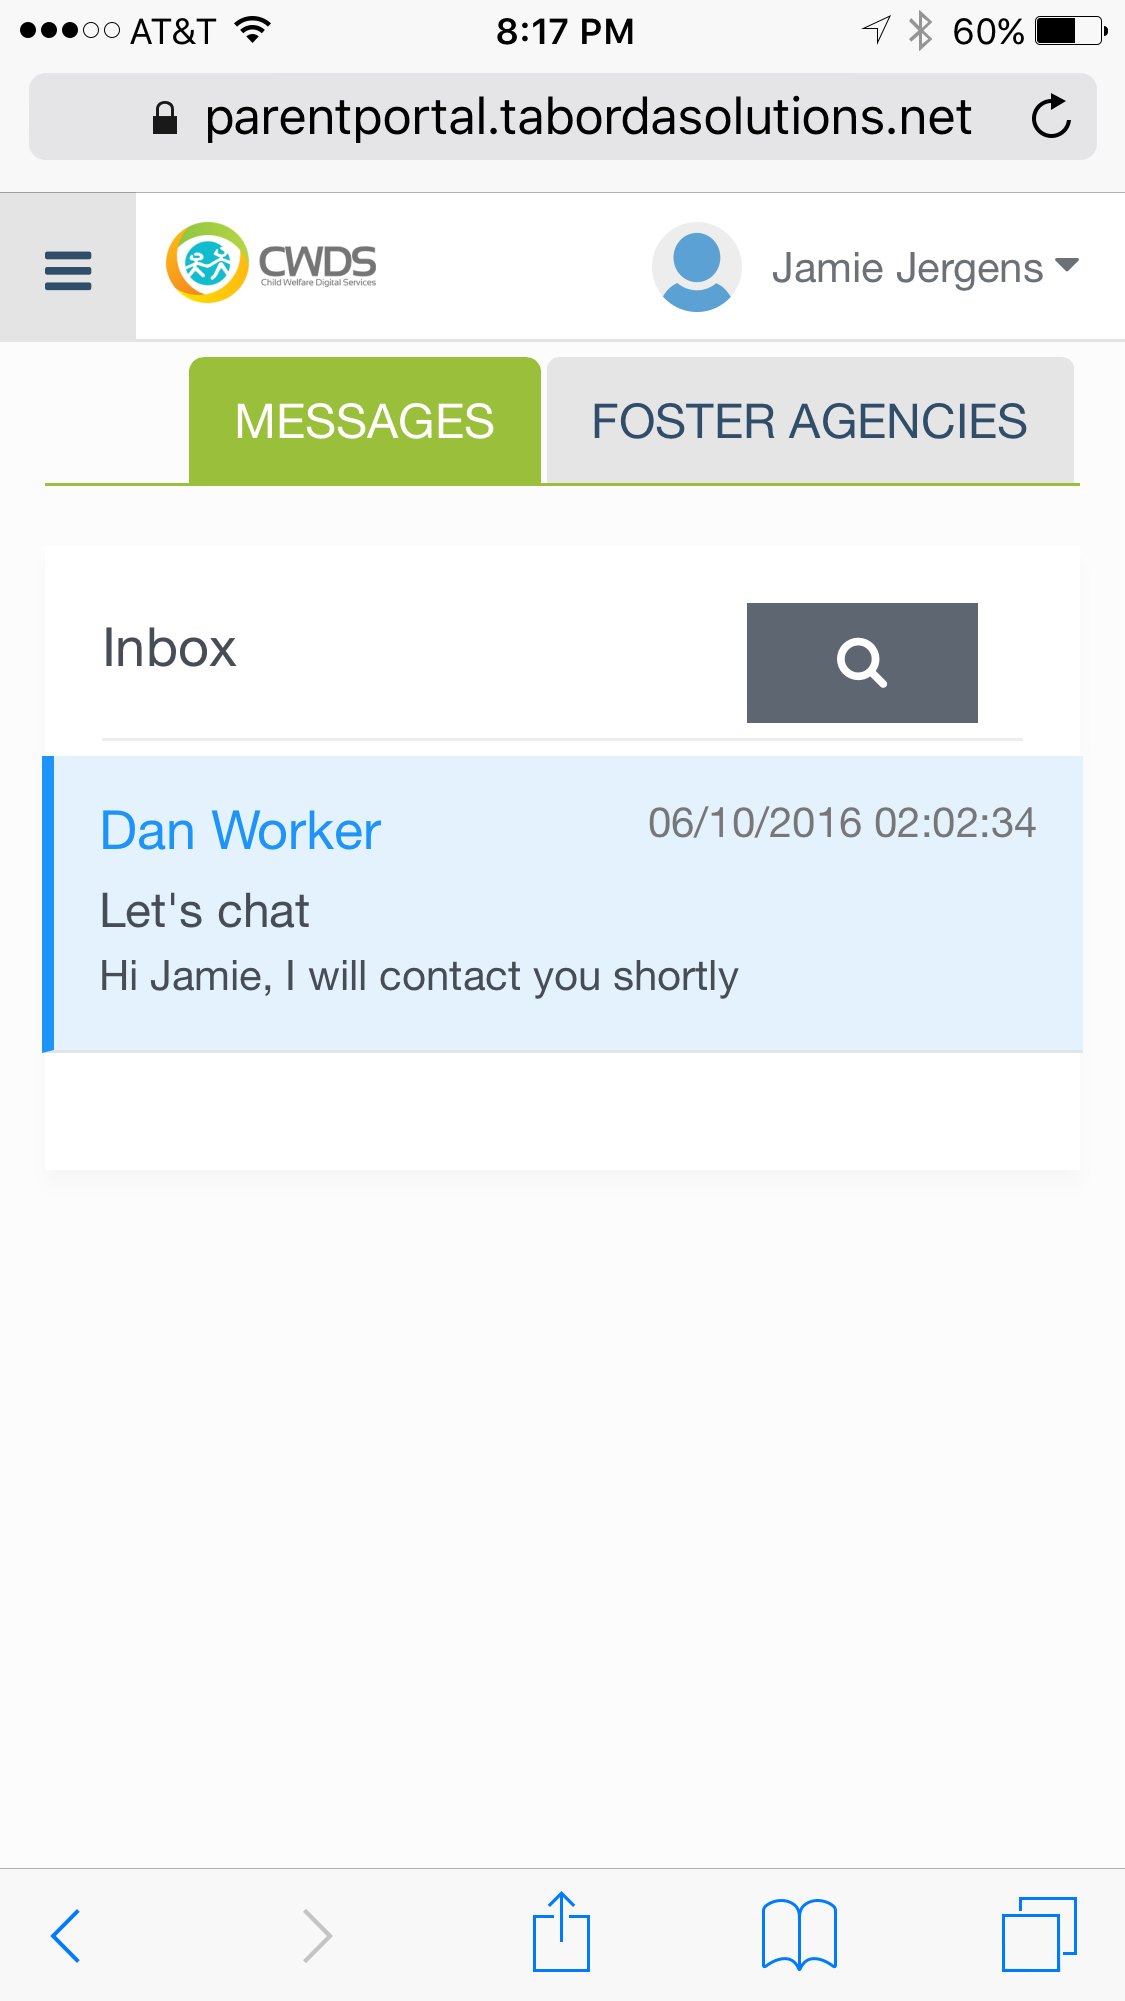 AT&T 8:17 PM 60%
parentportal.tabordasolutions.net
CWDS
Child Welfare Digital Services
Jamie Jergens
MESSAGES FOSTER AGENCIES
Inbox
Dan Worker 06/10/2016 02:02:34
Let's chat
Hi Jamie, I will contact you shortly